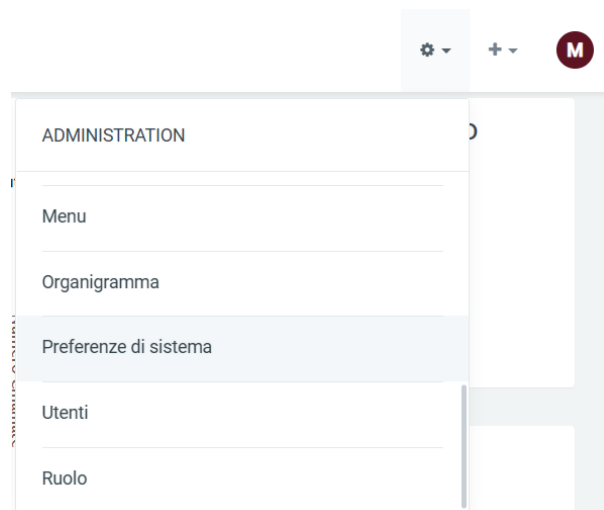 M
ADMINISTRATION
Menu
Organigramma
Preferenze di sistema
Utenti
Ruolo